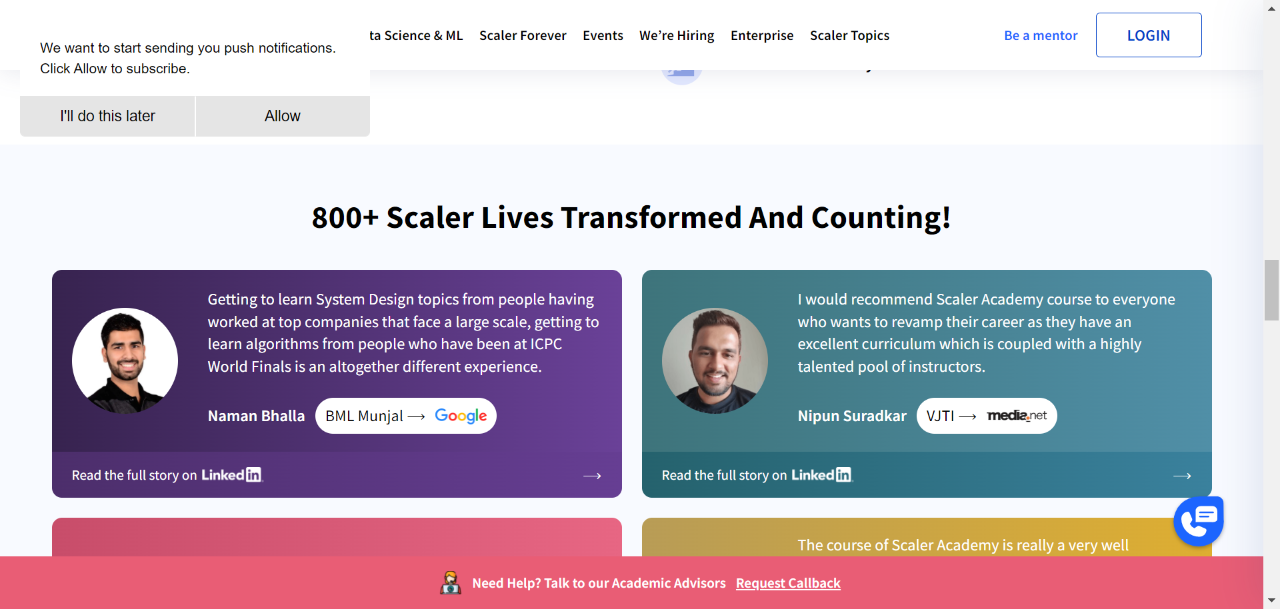 We want to start sending you push notifications.
Click Allow to subscribe.
I'll do this later
Allow
ta Science & ML
Scaler Forever
Events
We're Hiring
Enterprise
Scaler Topics
Be a mentor
LOGIN
800+ Scaler Lives Transformed And Counting!
Getting to learn System Design topics from people having
worked at top companies that face a large scale, getting to
learn algorithms from people who have been at ICPC
World Finals is an altogether different experience.
Naman Bhalla
BML Munjal → Google
Read the full story on LinkedIn →
I would recommend Scaler Academy course to everyone
who wants to revamp their career as they have an
excellent curriculum which is coupled with a highly
talented pool of instructors.
Nipun Suradkar
VJTI → media.net
Read the full story on LinkedIn →
The course of Scaler Academy is really a very well
Need Help? Talk to our Academic Advisors Request Callback